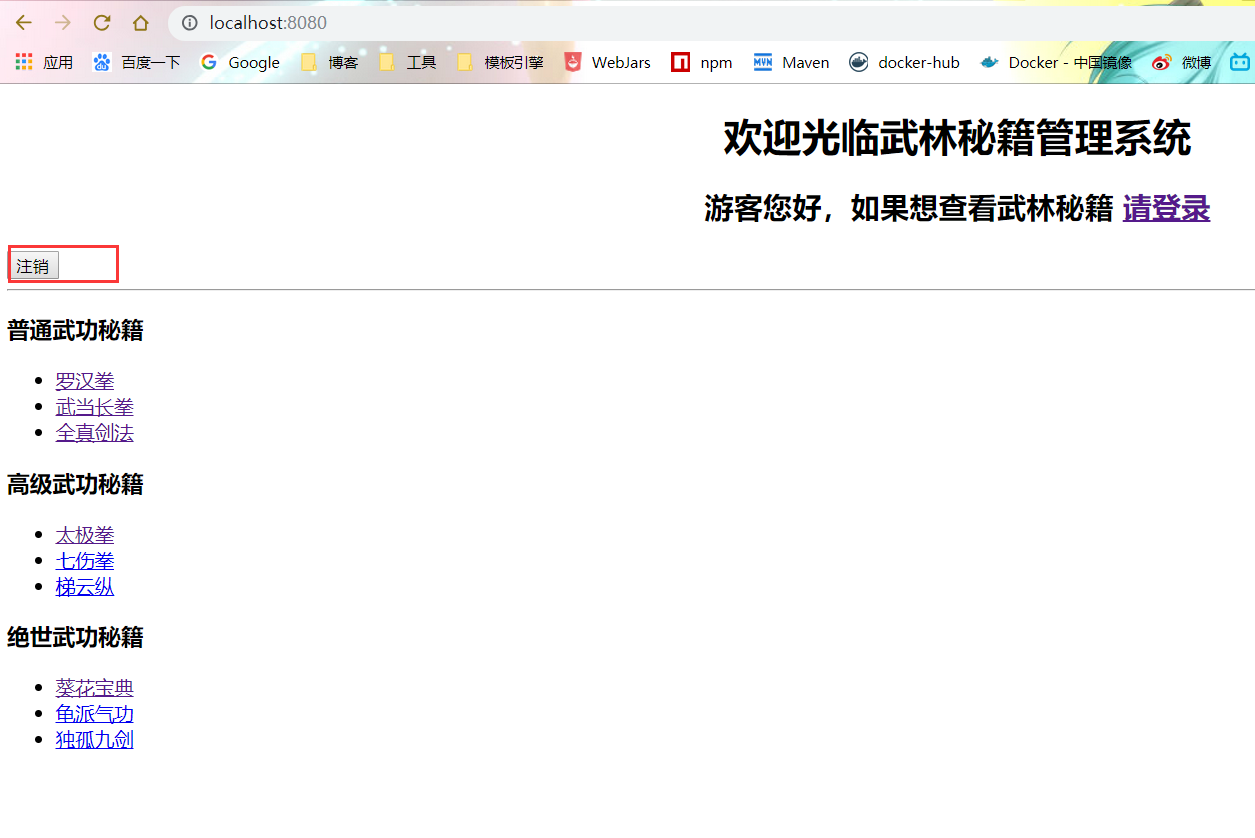 localhost:8080
应用 百度一下 Google 博客 工具 模板引擎 WebJars npm Maven docker-hub Docker - 中国镜像 微博
欢迎光临武林秘籍管理系统
游客您好，如果想查看武林秘籍 请登录
注销
普通武功秘籍
罗汉拳
武当长拳
全真剑法
高级武功秘籍
太极拳
七伤拳
梯云纵
绝世武功秘籍
葵花宝典
龟派气功
独孤九剑